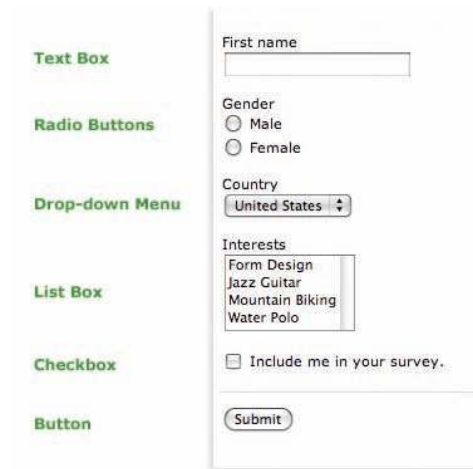 Text Box
First name
Radio Buttons
Gender
Male
Female
Drop-down Menu
Country
United States
List Box
Interests
Form Design
Jazz Guitar
Mountain Biking
Water Polo
Checkbox
Include me in your survey.
Button
Submit